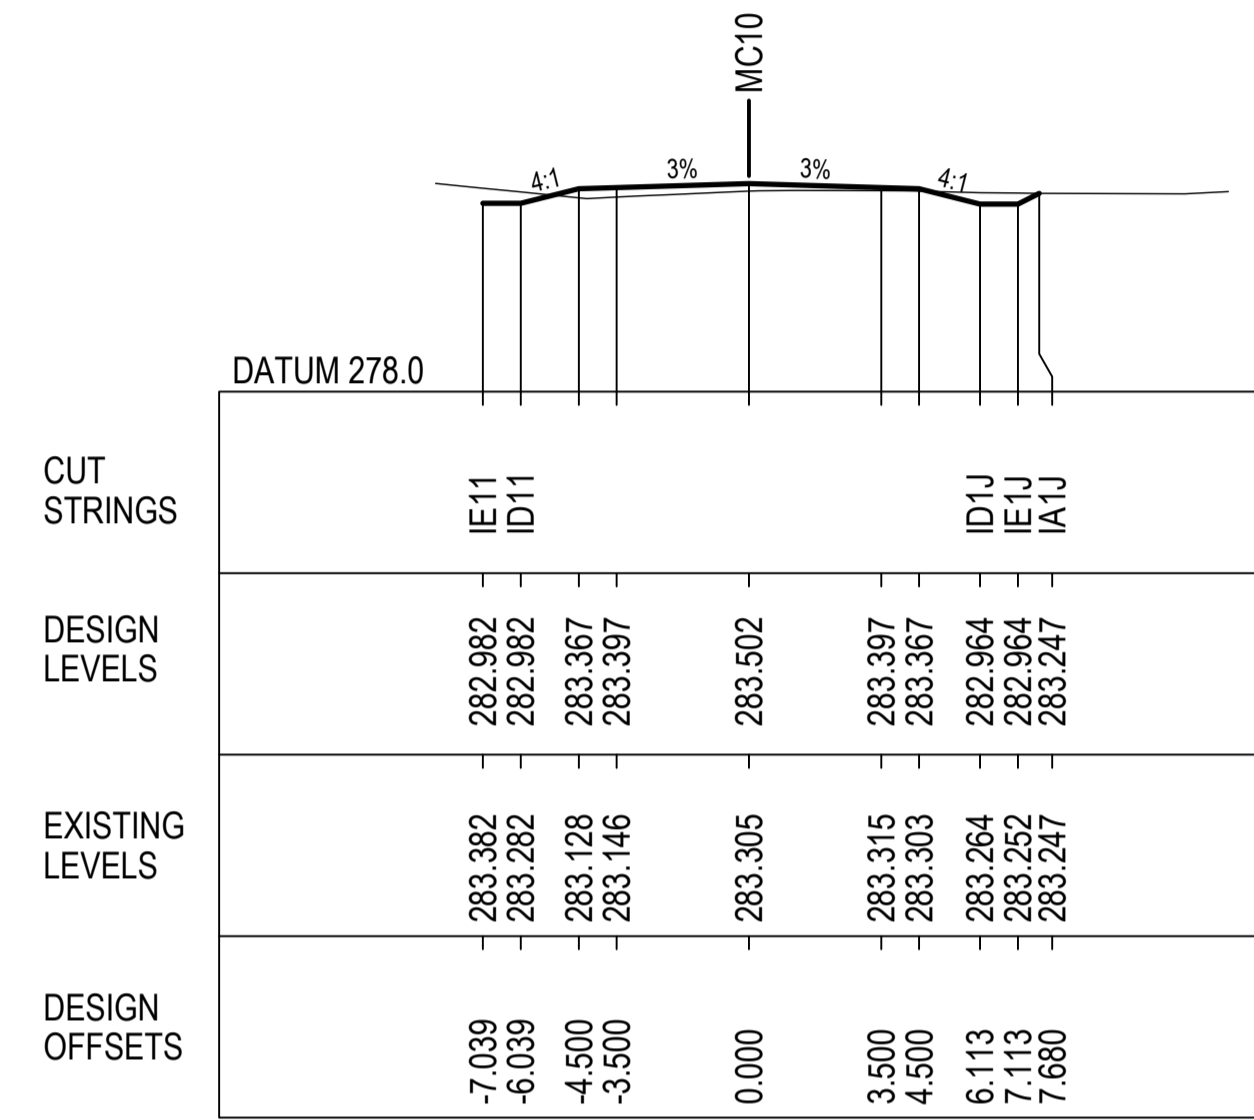 MC10
4:1
3%
3%
4:1
DATUM 278.0
CUT
STRINGS
IE11
ID11
ID1J
IE1J
IA1J
DESIGN
LEVELS
282.982
282.982
283.367
283.397
283.502
283.397
283.367
282.964
282.964
283.247
EXISTING
LEVELS
283.382
283.282
283.128
283.146
283.305
283.315
283.303
283.264
283.252
283.247
DESIGN
OFFSETS
-7.039
-6.039
-4.500
-3.500
0.000
3.500
4.500
6.113
7.113
7.680